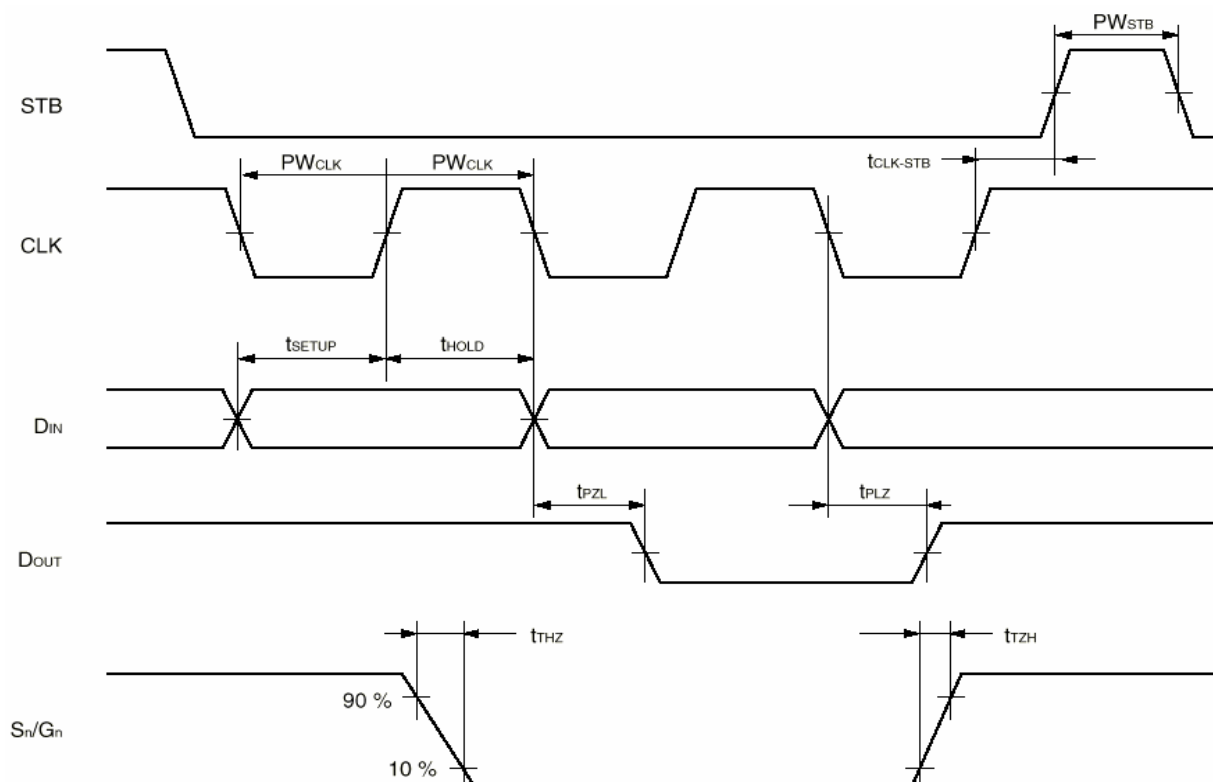 PWSTB
STB
tCLK-STB
PWCLK PWCLK
CLK
tSETUP tHOLD
DIN
tPZL tPLZ
DOUT
tTHZ tTZH
90 %
Sn/Gn
10 %